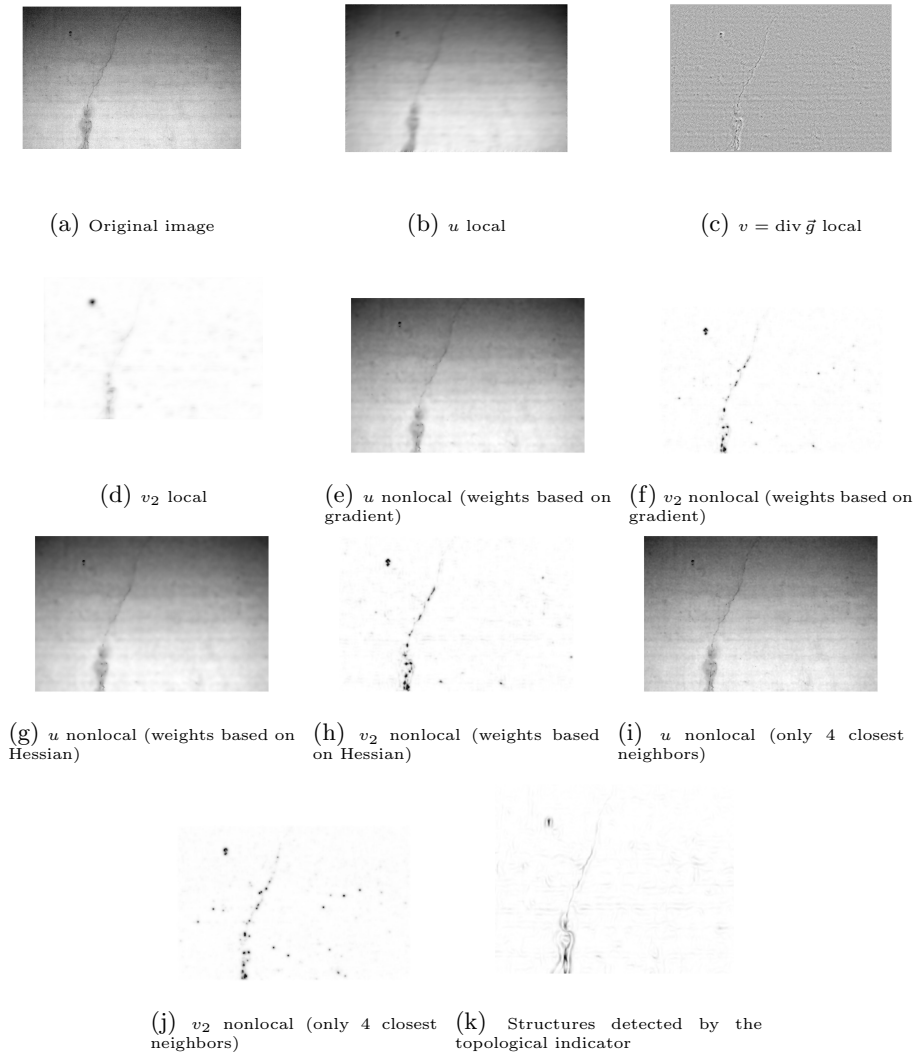 (a) Original image
(b) u local
(c) v = div g⃗ local
(d) v₂ local
(e) u nonlocal (weights based on
gradient)
(f) v₂ nonlocal (weights based on
gradient)
(g) u nonlocal (weights based on
Hessian)
(h) v₂ nonlocal (weights based
on Hessian)
(i) u nonlocal (only 4 closest
neighbors)
(j) v₂ nonlocal (only 4 closest
neighbors)
(k) Structures detected by the
topological indicator